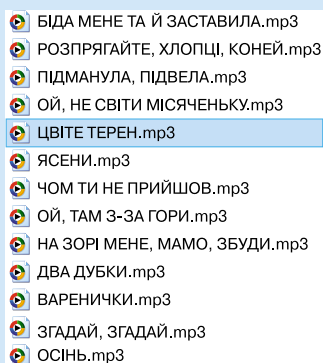 БІДА МЕНЕ ТА Й ЗАСТАВИЛА.mp3
РОЗПРЯГАЙТЕ, ХЛОПЦІ, КОНЕЙ.mp3
ПІДМАНУЛА, ПІДВЕЛА.mp3
ОЙ, НЕ СВІТИ МІСЯЧЕНЬКУ.mp3
ЦВІТЕ ТЕРЕН.mp3
ЯСЕНИ.mp3
ЧОМ ТИ НЕ ПРИЙШОВ.mp3
ОЙ, ТАМ З-ЗА ГОРИ.mp3
НА ЗОРІ МЕНЕ, МАМО, ЗБУДИ.mp3
ДВА ДУБКИ.mp3
ВАРЕНИЧКИ.mp3
ЗГАДАЙ, ЗГАДАЙ.mp3
ОСІНЬ.mp3